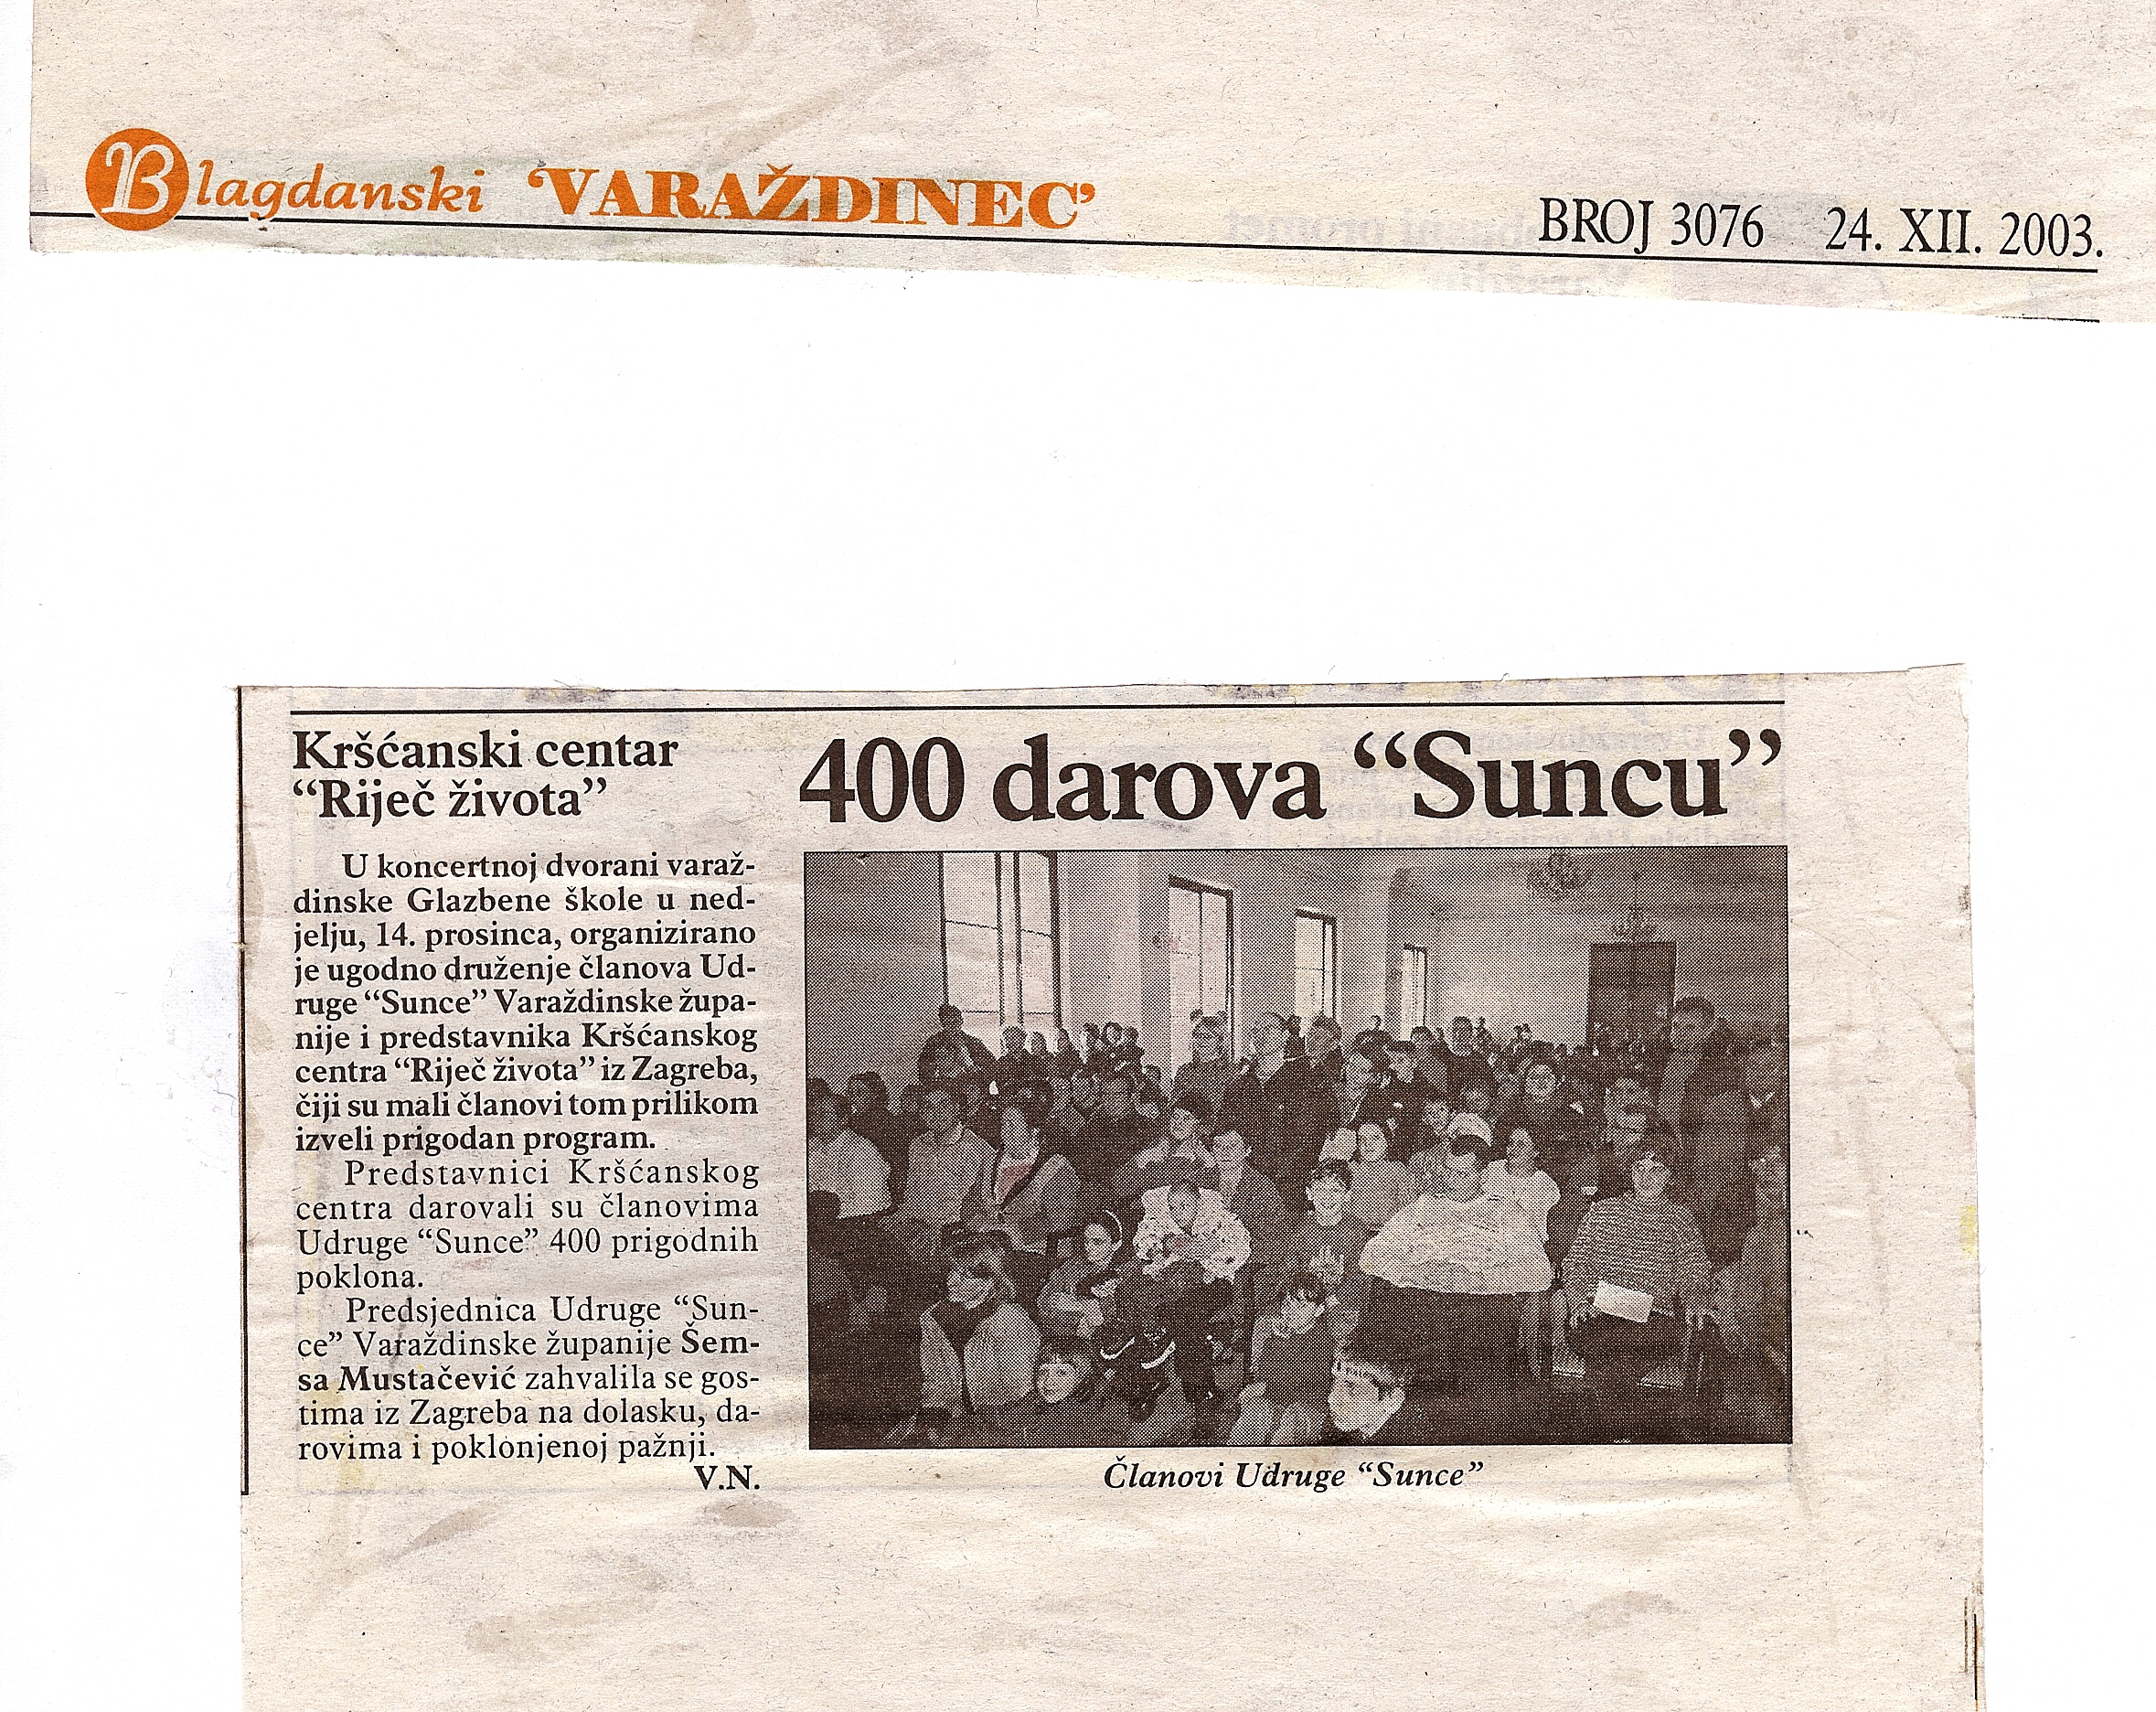 Blagdanski ‘VARAŽDINEC’ BROJ 3076 24. XII. 2003.
Kršćanski centar
“Riječ života”
400 darova “Suncu”
U koncertnoj dvorani varaž-
dinske Glazbene škole u ned-
jelju, 14. prosinca, organizirano
je ugodno druženje članova Ud-
ruge “Sunce” Varaždinske župa-
nije i predstavnika Kršćanskog
centra “Riječ života” iz Zagreba,
čiji su mali članovi tom prilikom
izveli prigodan program.
Predstavnici Kršćanskog
centra darovali su članovima
Udruge “Sunce” 400 prigodnih
poklona.
Predsjednica Udruge “Sun-
ce” Varaždinske županije Šem-
sa Mustačević zahvalila se gos-
tima iz Zagreba na dolasku, da-
rovima i poklonjenoj pažnji.
V.N.
Članovi Udruge “Sunce”